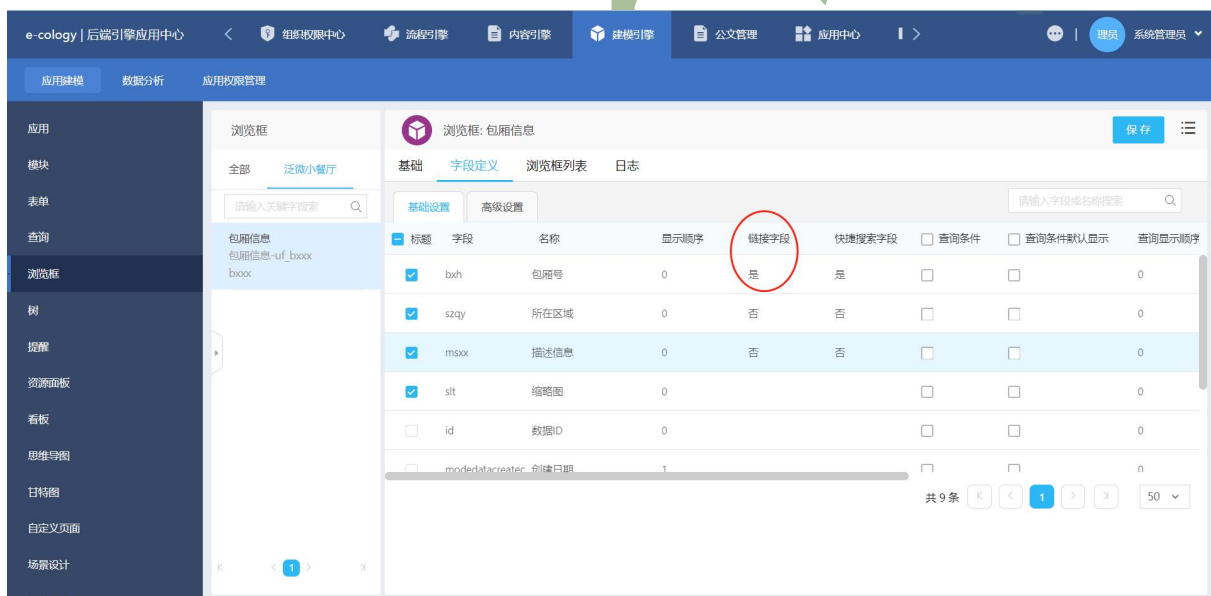 e-cology | 后端引擎应用中心 组织权限中心 流程引擎 内容引擎 建模引擎 公文管理 应用中心 理员 系统管理员
应用建模 数据分析 应用权限管理
应用
模块
表单
查询
浏览框
树
提醒
资源面板
看板
思维导图
甘特图
自定义页面
场景设计
浏览框
全部 泛微小餐厅
请输入关键字搜索
包厢信息
包厢信息-uf_bxxx
bxxx
1
浏览框: 包厢信息 保存
基础 字段定义 浏览框列表 日志
基础设置 高级设置 请输入字段或名称搜索
标题 字段 名称 显示顺序 链接字段 快捷搜索字段 查询条件 查询条件默认显示 查询显示顺序
bxh 包厢号 0 是 是 0
szqy 所在区域 0 否 否 0
msxx 描述信息 0 否 否 0
slt 缩略图 0 0
id 数据ID 0 0
modedatacreatec 创建日期 1 0
共9条 1 50